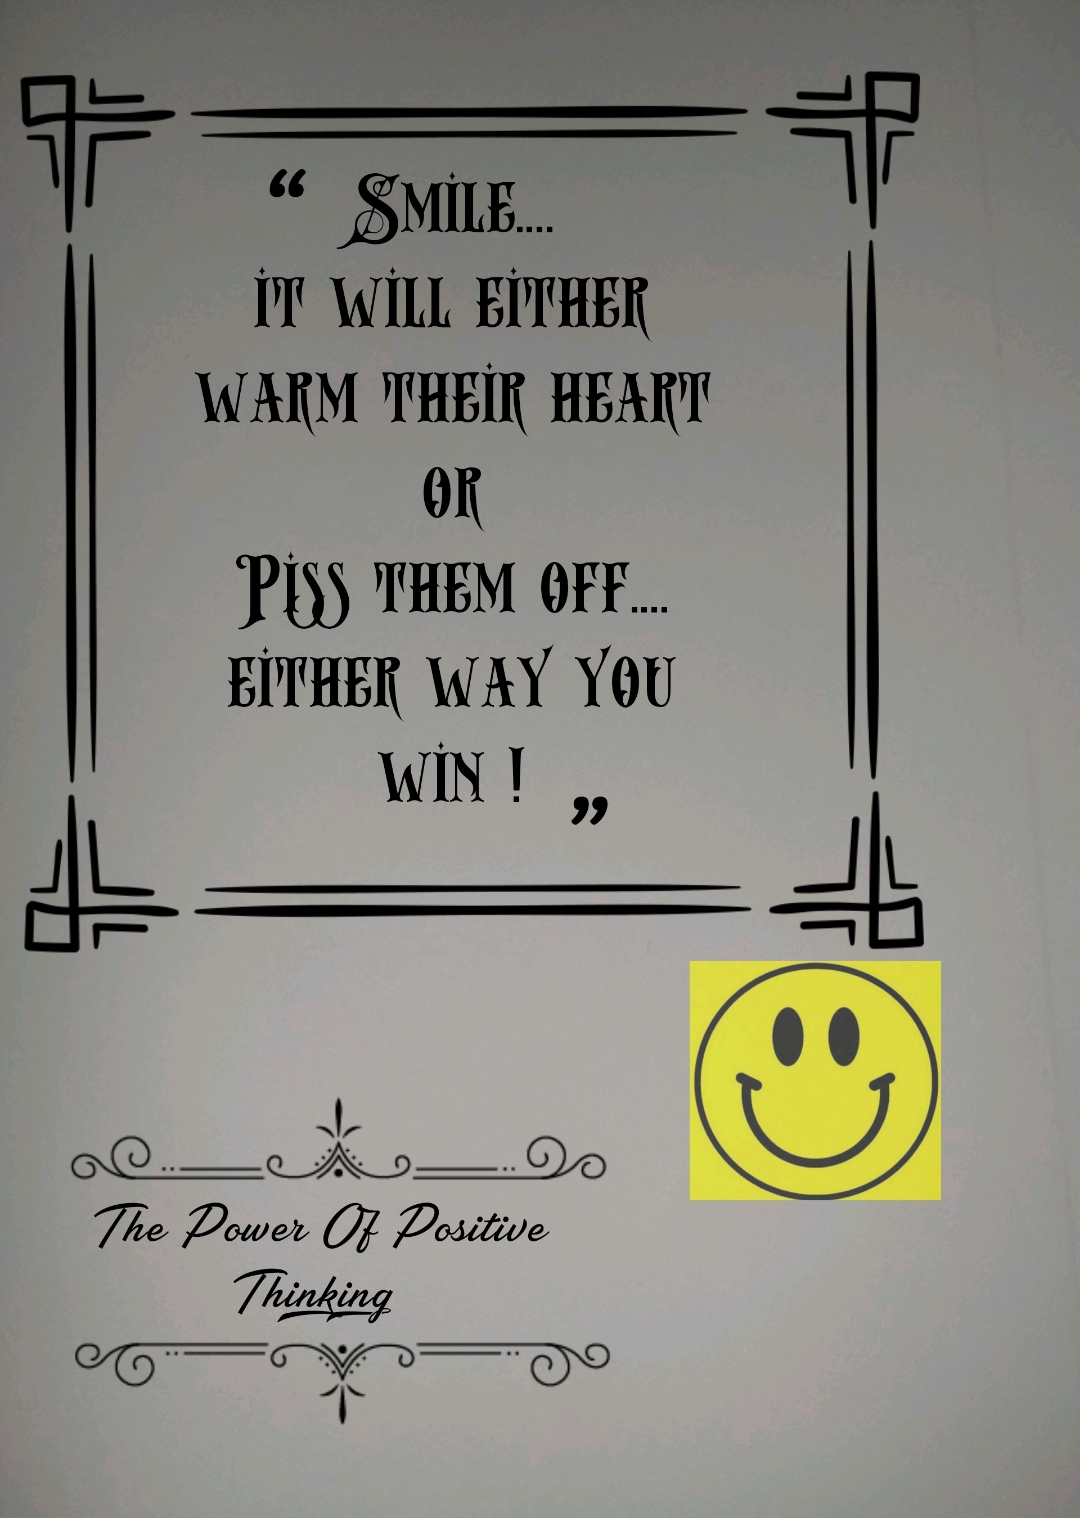 “ Smile....
it will either
warm their heart
or
Piss them off....
either way you
win ! ”
The Power Of Positive
Thinking